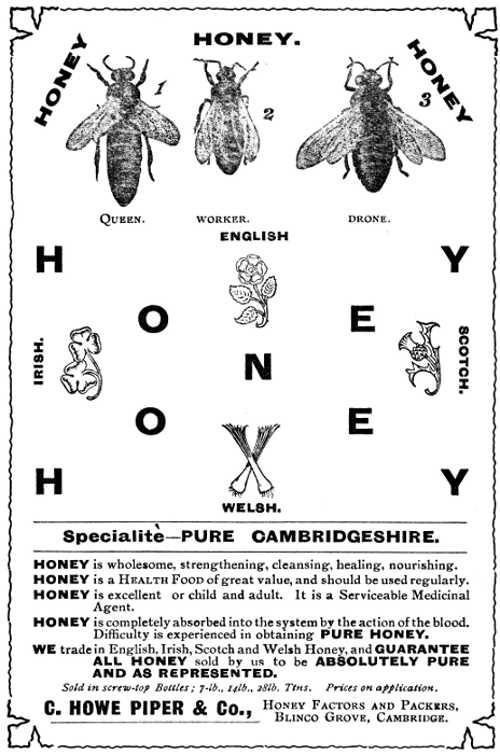 HONEY
HONEY.
HONEY
1
2
3
QUEEN.
WORKER.
DRONE.
ENGLISH
H Y
O E
IRISH.
N
SCOTCH.
O E
H Y
WELSH.
Specialitè—PURE CAMBRIDGESHIRE.
HONEY is wholesome, strengthening, cleansing, healing, nourishing.
HONEY is a HEALTH FOOD of great value, and should be used regularly.
HONEY is excellent or child and adult. It is a Serviceable Medicinal
Agent.
HONEY is completely absorbed into the system by the action of the blood.
Difficulty is experienced in obtaining PURE HONEY.
WE trade in English, Irish, Scotch and Welsh Honey, and GUARANTEE
ALL HONEY sold by us to be ABSOLUTELY PURE
AND AS REPRESENTED.
Sold in screw-top Bottles; 7-lb., 14lb., 28lb. Tins. Prices on application.
C. HOWE PIPER & Co., HONEY FACTORS AND PACKERS,
BLINCO GROVE, CAMBRIDGE.